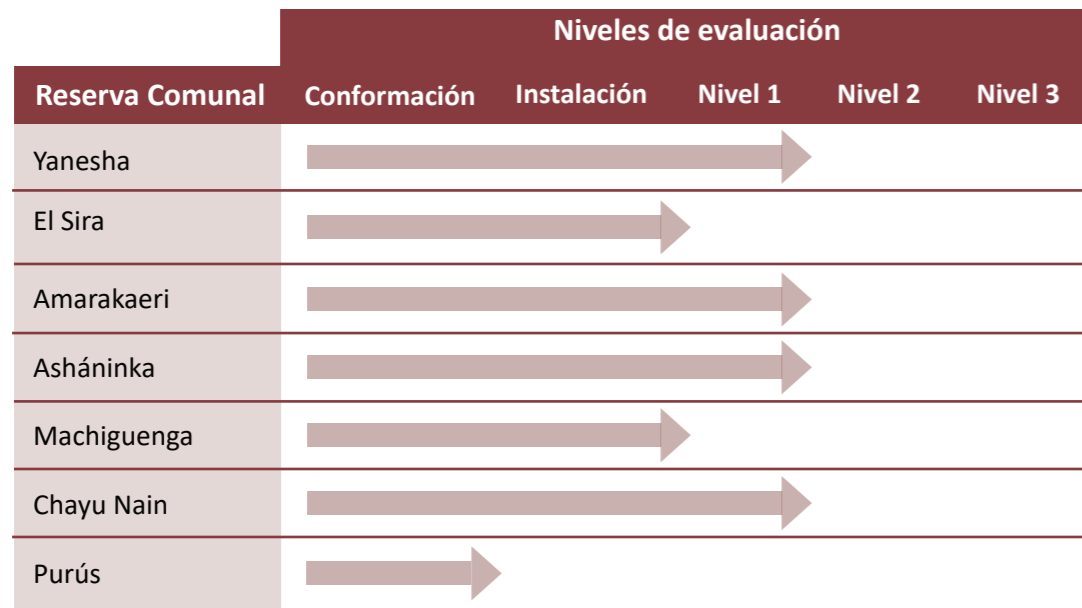 Niveles de evaluación
Reserva Comunal Conformación Instalación Nivel 1 Nivel 2 Nivel 3
Yanesha
El Sira
Amarakaeri
Asháninka
Machiguenga
Chayu Nain
Purús